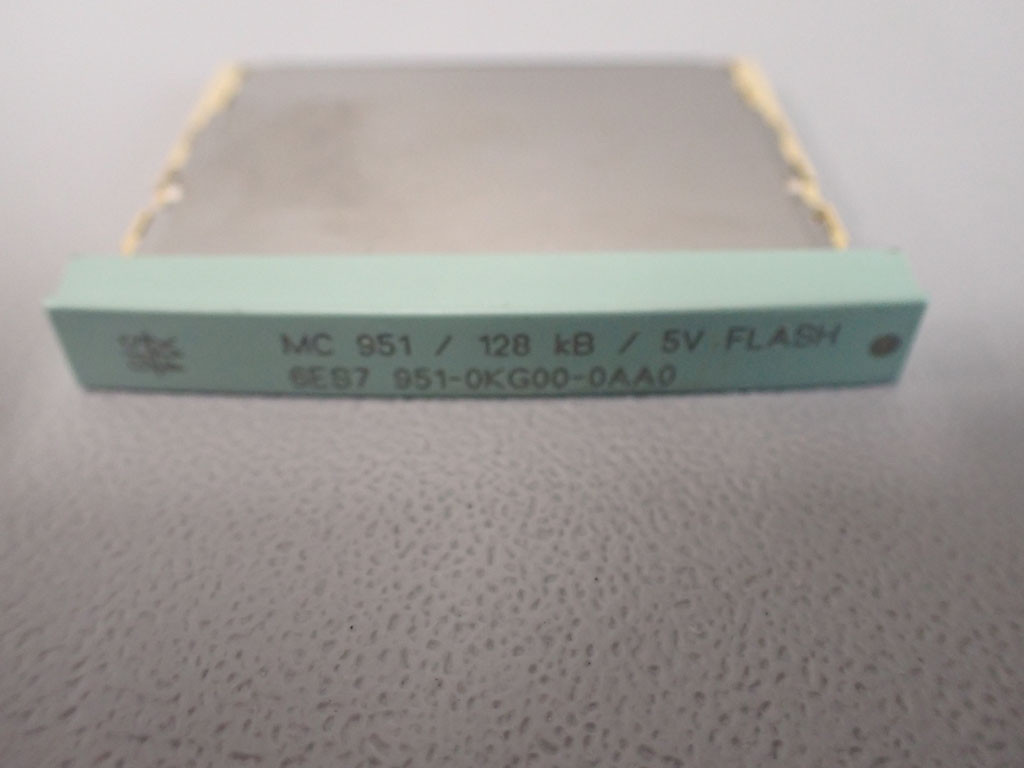 MC 951 / 128 kB / 5V FLASH
6ES7 951-0KG00-0AA0